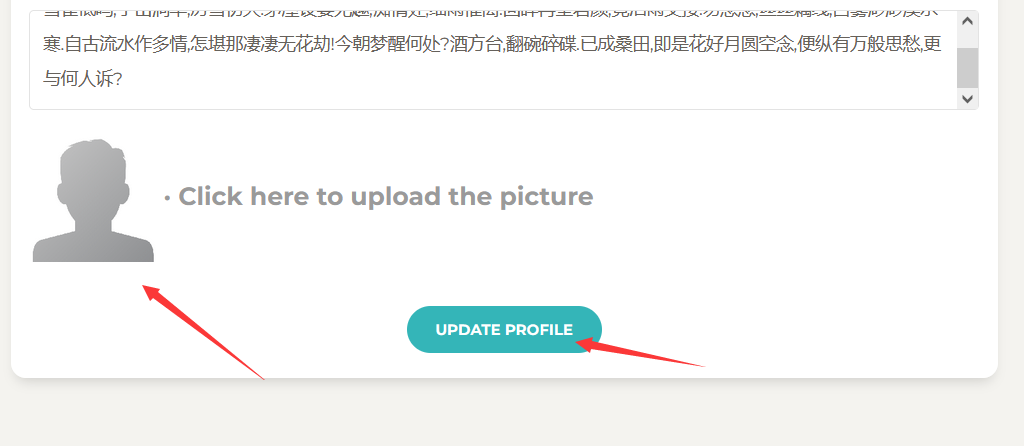 寒.自古流水作多情,怎堪那凄凄无花劫!今朝梦醒何处?酒方台,翻碗碎碟.已成桑田,即是花好月圆空念,便纵有万般思愁,更
与何人诉?
· Click here to upload the picture
UPDATE PROFILE